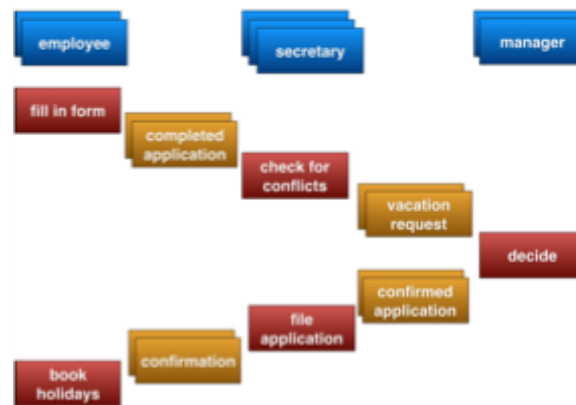 employee
secretary
manager
fill in form
completed
application
check for
conflicts
vacation
request
decide
confirmed
application
file
application
confirmation
book
holidays